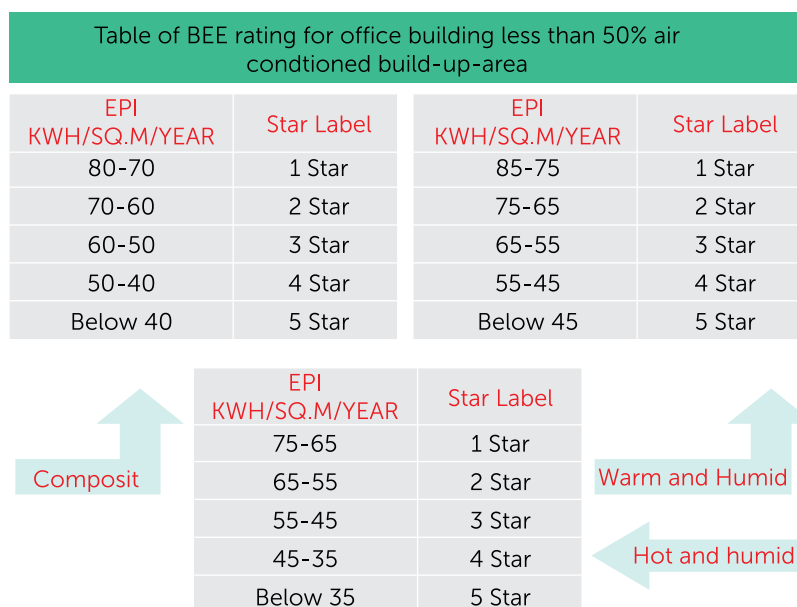 Table of BEE rating for office building less than 50% air
condtioned build-up-area
EPI
KWH/SQ.M/YEAR Star Label
80-70 1 Star
70-60 2 Star
60-50 3 Star
50-40 4 Star
Below 40 5 Star
EPI
KWH/SQ.M/YEAR Star Label
85-75 1 Star
75-65 2 Star
65-55 3 Star
55-45 4 Star
Below 45 5 Star
Composit
EPI
KWH/SQ.M/YEAR Star Label
75-65 1 Star
65-55 2 Star
55-45 3 Star
45-35 4 Star
Below 35 5 Star
Warm and Humid
Hot and humid